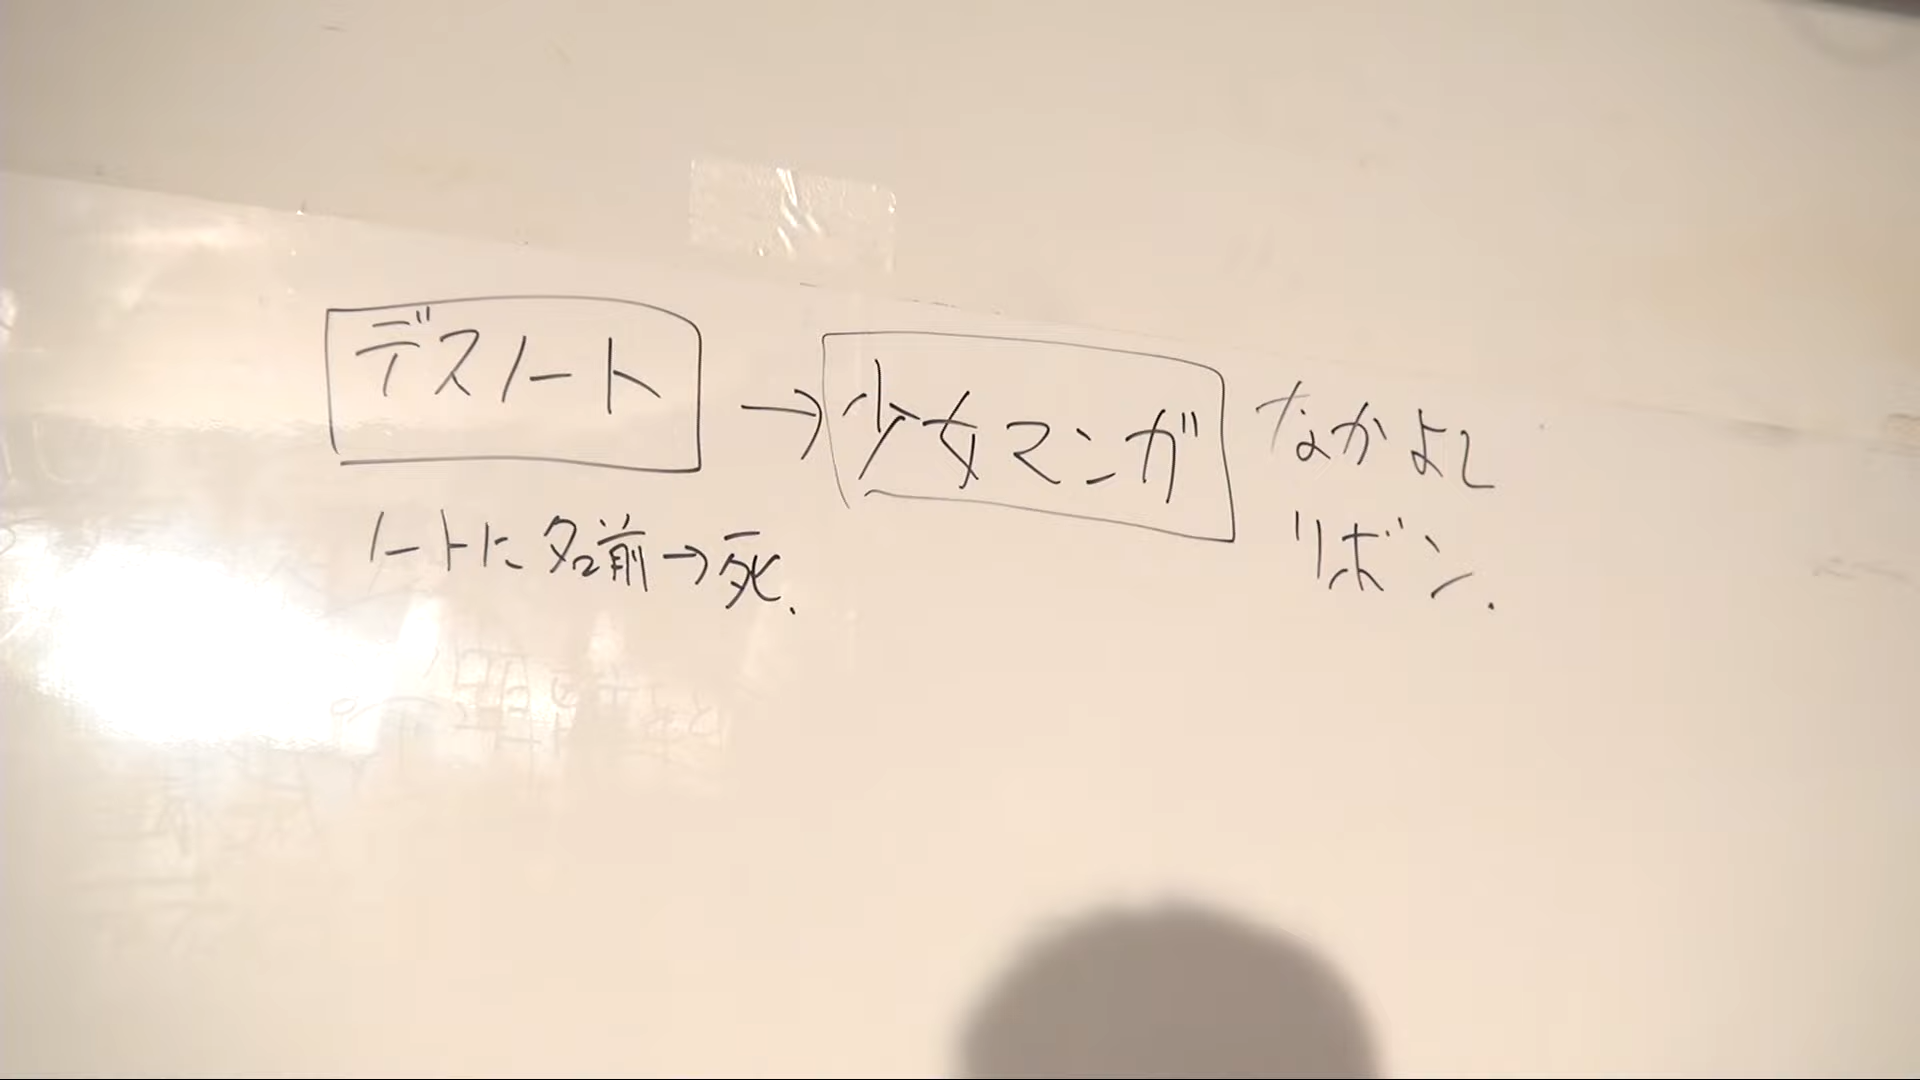 デスノート
→少女マンガ
なかよし
リボン.
ノートに名前→死.